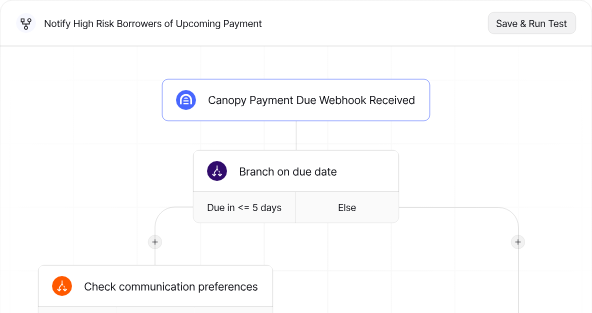 Notify High Risk Borrowers of Upcoming Payment
Save & Run Test
Canopy Payment Due Webhook Received
Branch on due date
Due in <= 5 days
Else
Check communication preferences